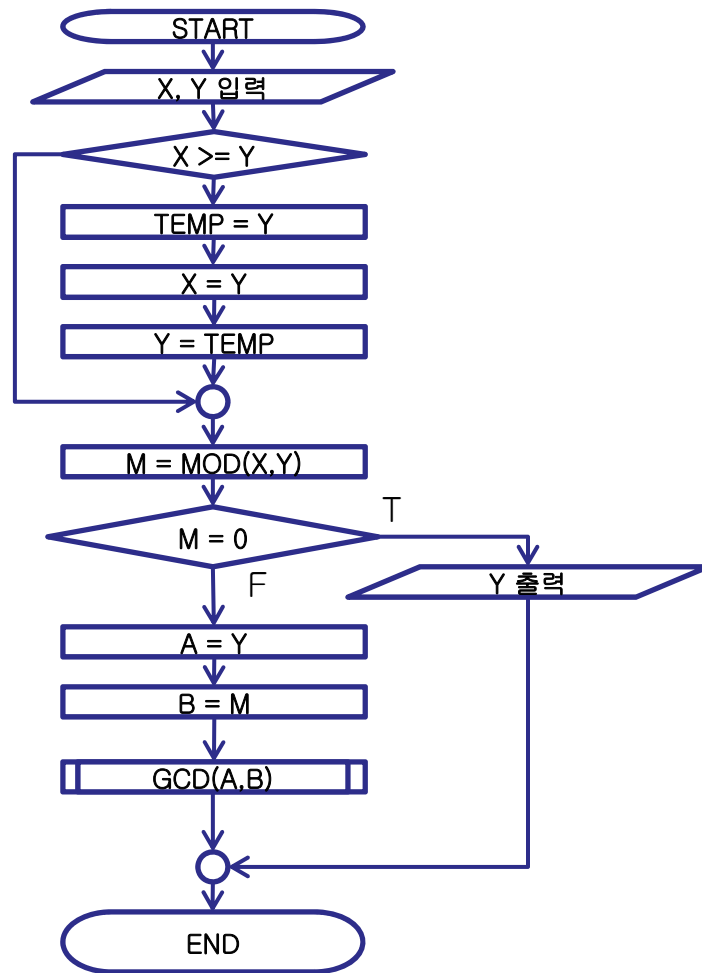 START
X, Y 입력
X >= Y
TEMP = Y
X = Y
Y = TEMP
M = MOD(X,Y)
T
M = 0
F
Y 출력
A = Y
B = M
GCD(A,B)
END